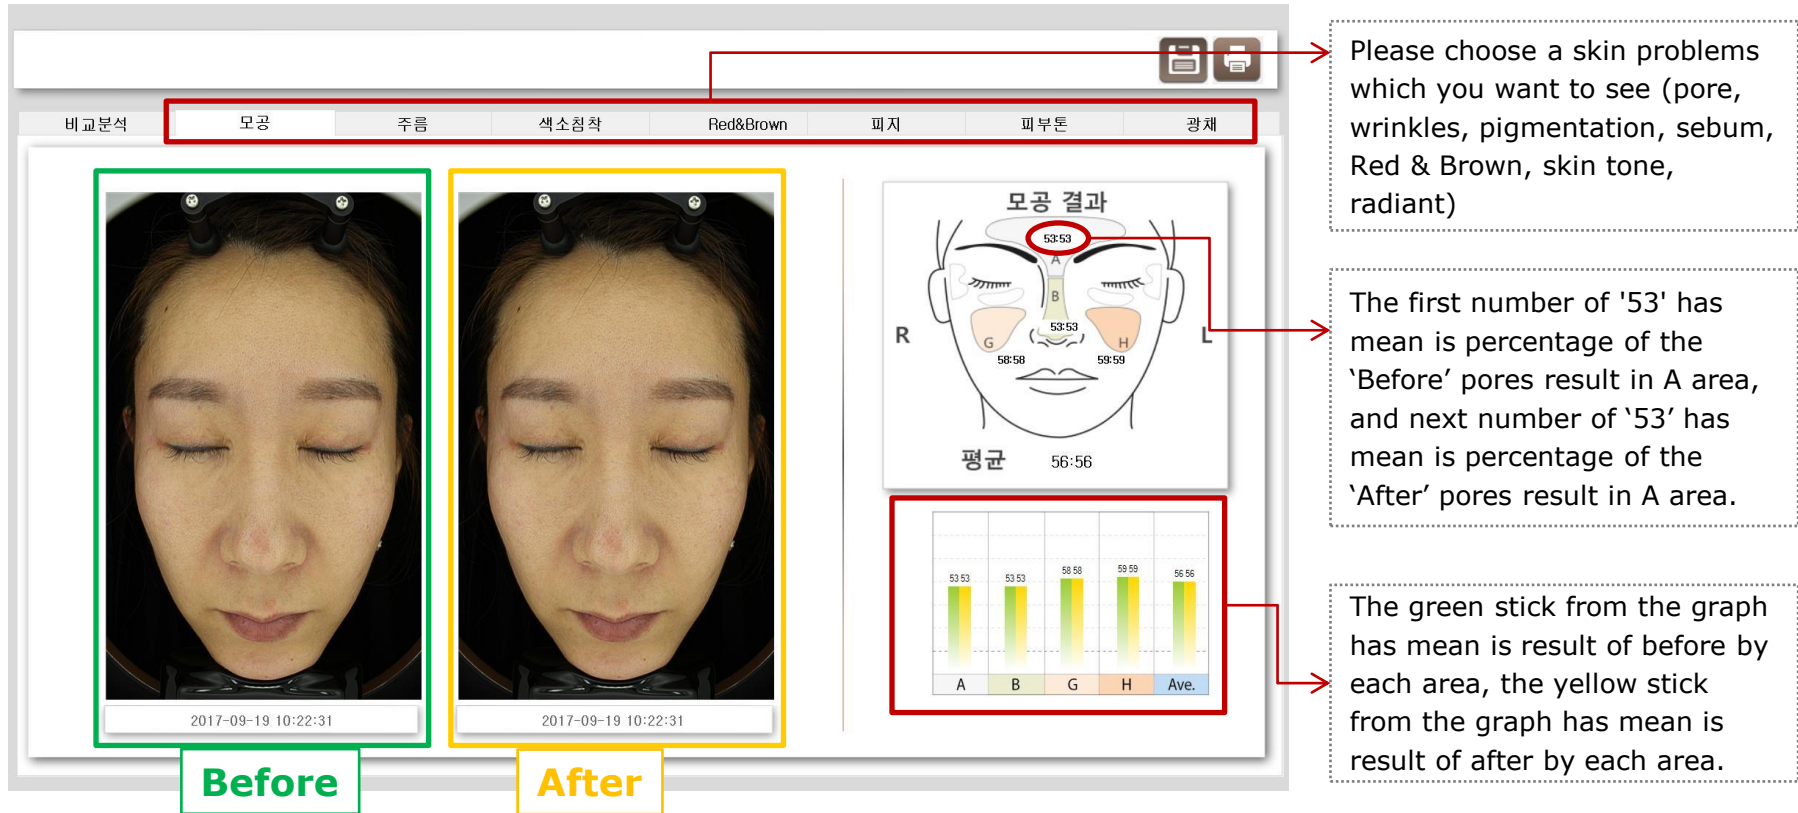 비교분석 모공 주름 색소침착 Red&Brown 피지 피부톤 광채
2017-09-19 10:22:31
Before
2017-09-19 10:22:31
After
모공 결과
53:53
A
B
53:53
R
L
G
H
58:58
59:59
평균 56:56
53 53 53 53 58 58 59 59 56 56
A B G H Ave.
Please choose a skin problems
which you want to see (pore,
wrinkles, pigmentation, sebum,
Red & Brown, skin tone,
radiant)
The first number of '53' has
mean is percentage of the
‘Before’ pores result in A area,
and next number of ‘53’ has
mean is percentage of the
‘After’ pores result in A area.
The green stick from the graph
has mean is result of before by
each area, the yellow stick
from the graph has mean is
result of after by each area.